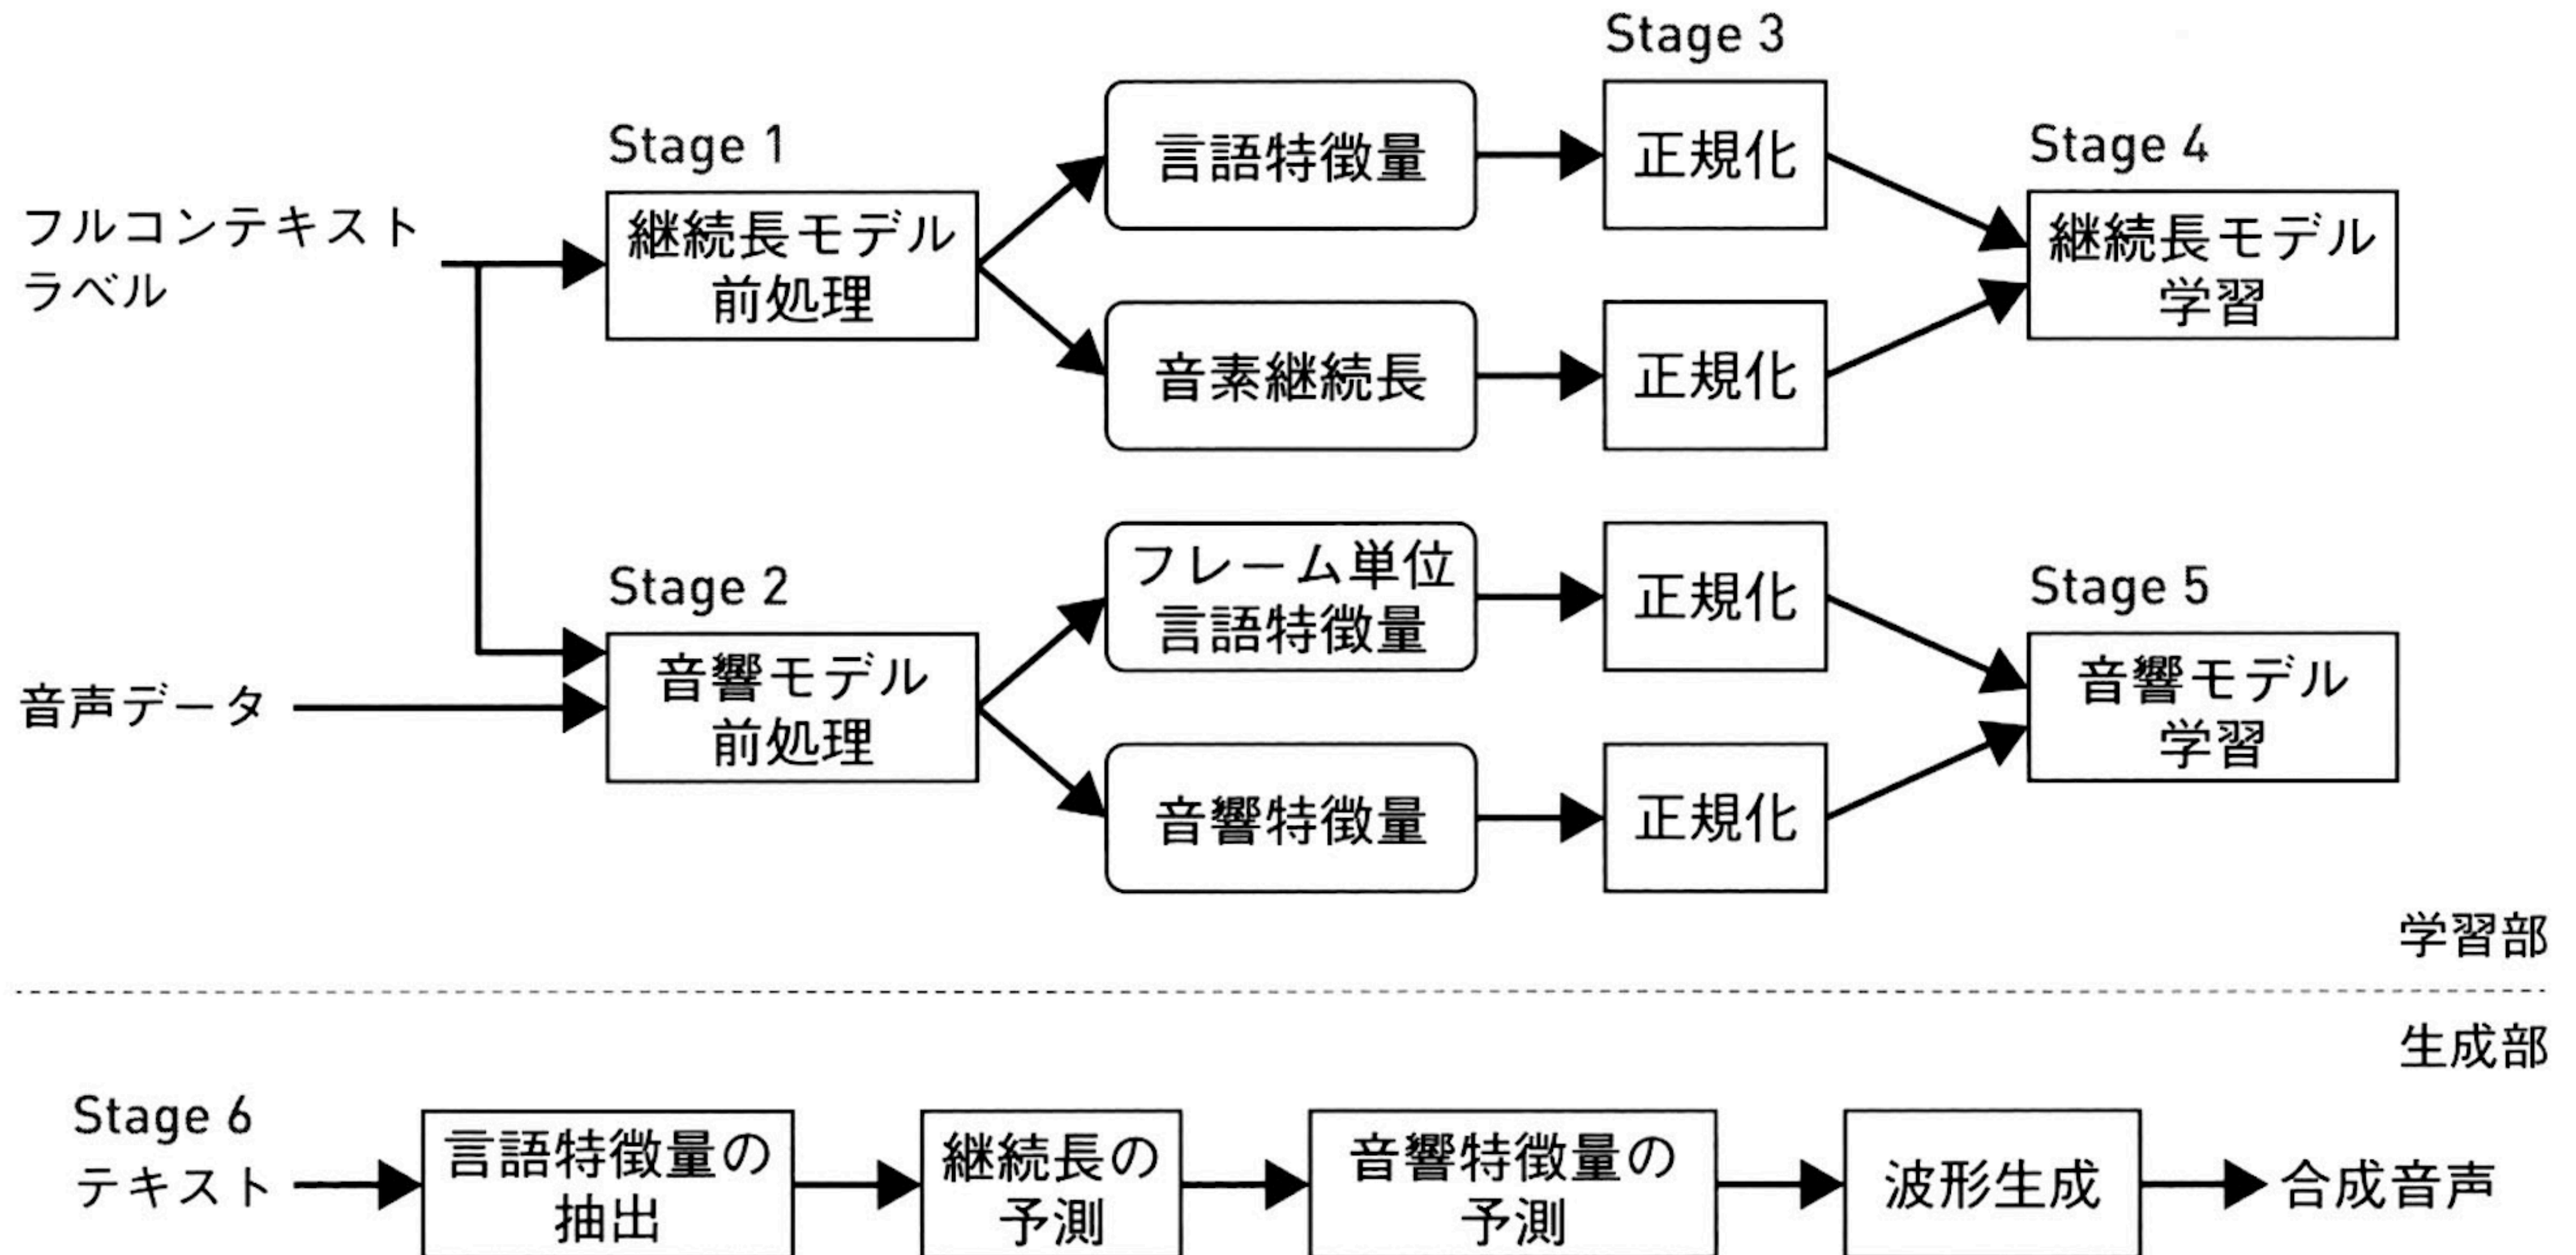 Stage 3
Stage 1
言語特徴量
正規化
Stage 4
フルコンテキスト
ラベル
継続長モデル
前処理
継続長モデル
学習
音素継続長
正規化
Stage 2
フレーム単位
言語特徴量
正規化
Stage 5
音声データ
音響モデル
前処理
音響モデル
学習
音響特徴量
正規化
学習部
生成部
Stage 6
テキスト
言語特徴量の
抽出
継続長の
予測
音響特徴量の
予測
波形生成
合成音声